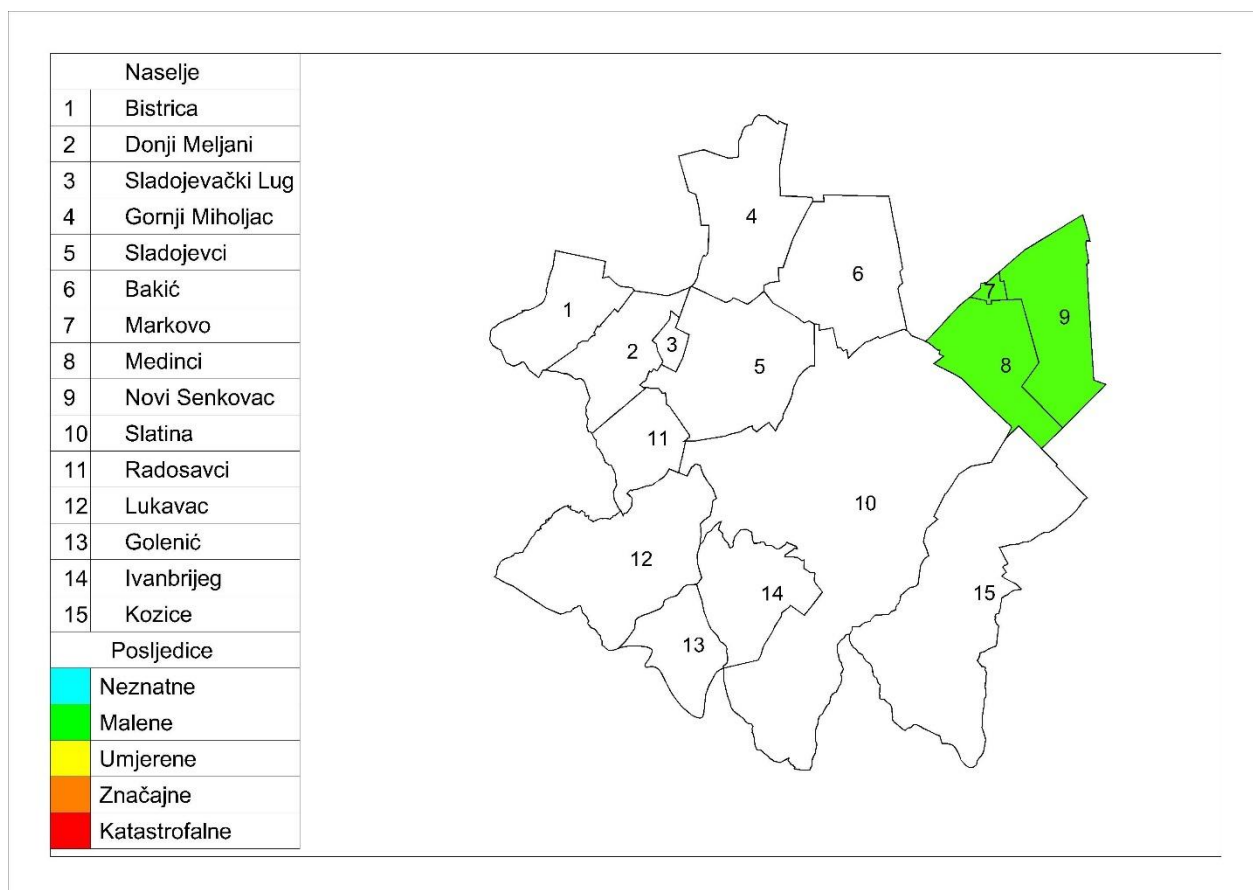 Naselje
1 Bistrica
2 Donji Meljani
3 Sladojevački Lug
4 Gornji Miholjac
5 Sladojevci
6 Bakić
7 Markovo
8 Medinci
9 Novi Senkovac
10 Slatina
11 Radosavci
12 Lukavac
13 Golenić
14 Ivanbrijeg
15 Kozice
Posljedice
Neznatne
Malene
Umjerene
Značajne
Katastrofalne
4
6
7
9
1
2
3
5
8
11
10
12
14
15
13